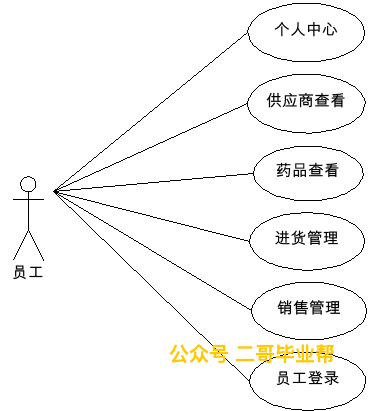 个人中心
供应商查看
药品查看
进货管理
员工
销售管理
公众号 二哥毕业帮
员工登录